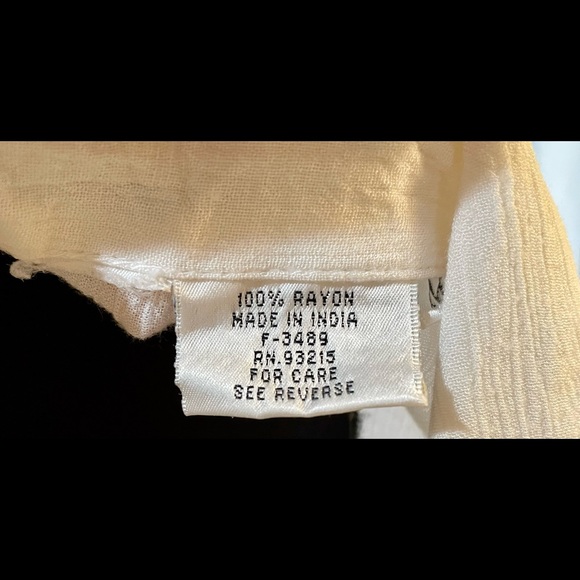 100% RAYON
MADE IN INDIA
F-3489
RN.93215
FOR CARE
SEE REVERSE